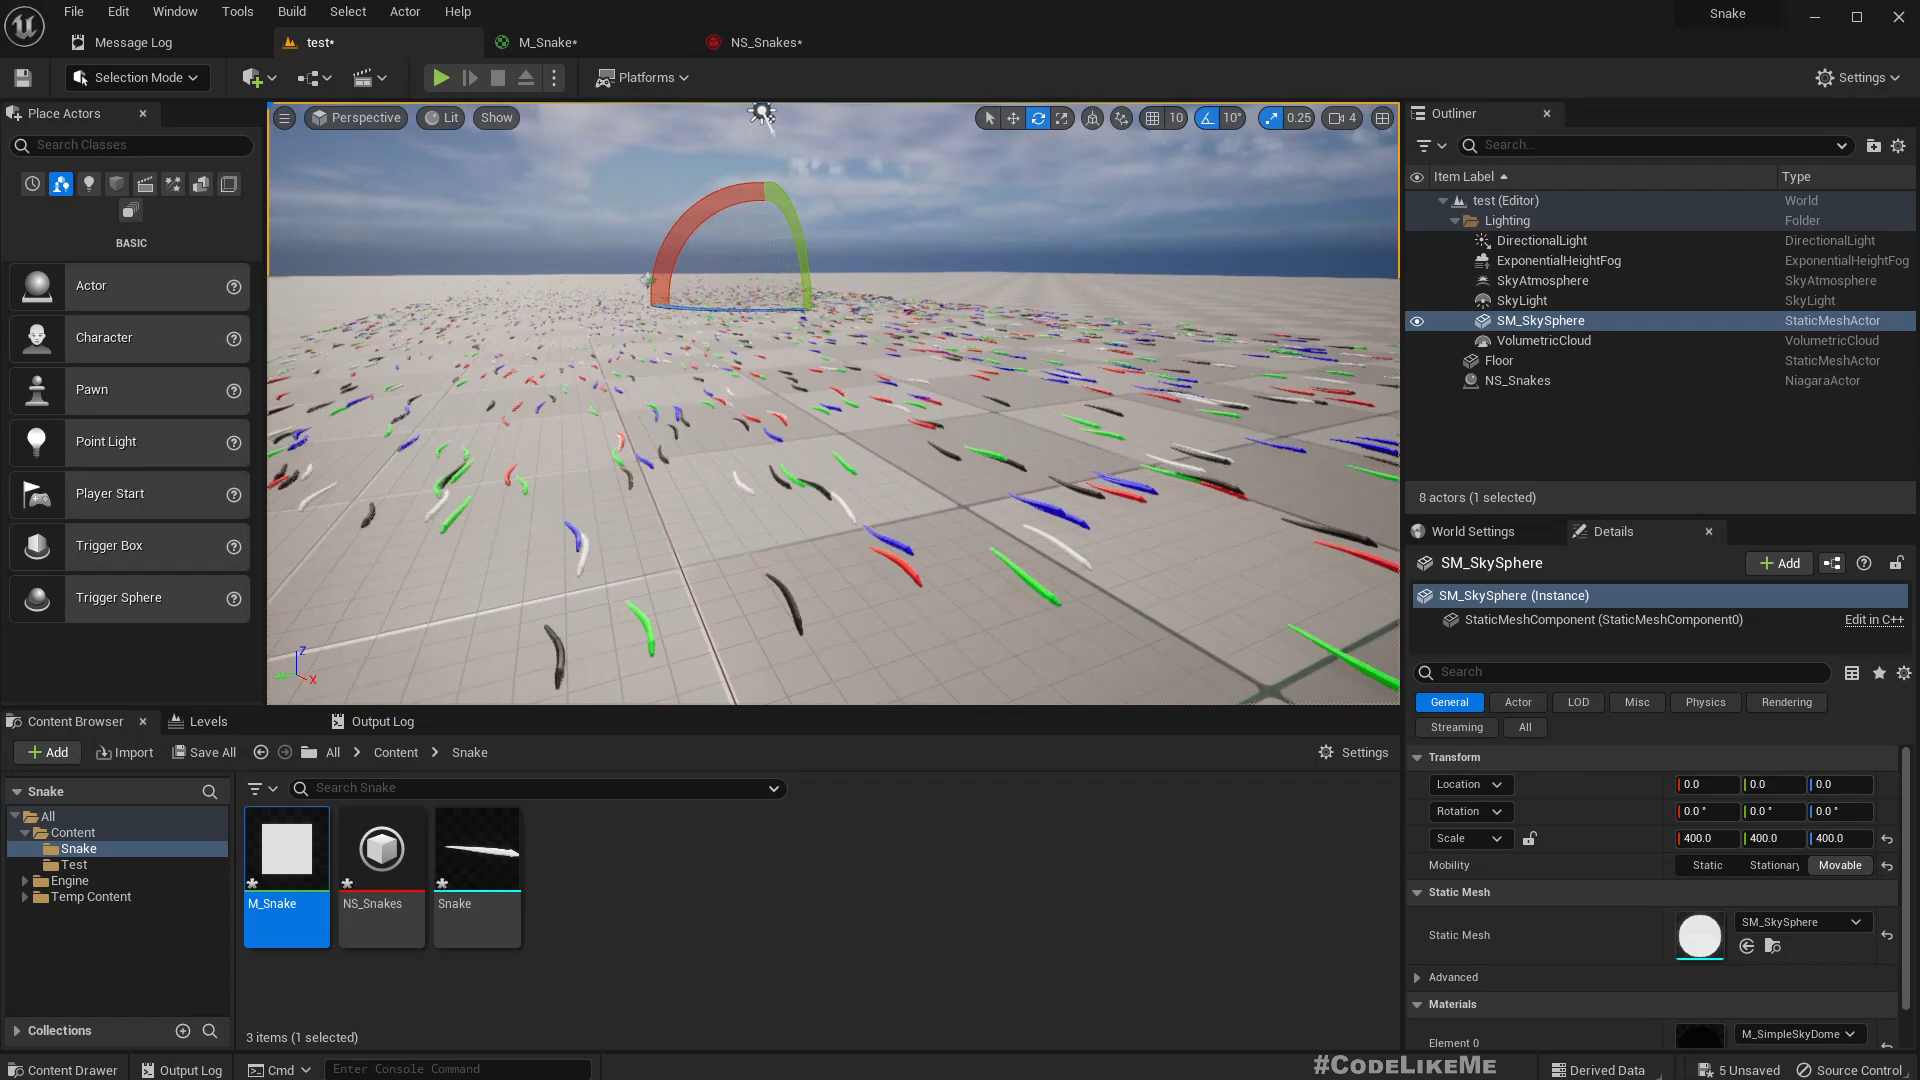 File Edit Window Tools Build Select Actor Help
Snake
Message Log
test*
M_Snake*
NS_Snakes*
Selection Mode
Platforms
Settings
Place Actors
Search Classes
BASIC
Actor
Character
Pawn
Point Light
Player Start
Trigger Box
Trigger Sphere
Perspective
Lit
Show
10
10°
0.25
4
Z
X
Outliner
Search...
Item Label
Type
test (Editor) World
Lighting Folder
DirectionalLight DirectionalLight
ExponentialHeightFog ExponentialHeightFog
SkyAtmosphere SkyAtmosphere
SkyLight SkyLight
SM_SkySphere StaticMeshActor
VolumetricCloud VolumetricCloud
Floor StaticMeshActor
NS_Snakes NiagaraActor
8 actors (1 selected)
World Settings
Details
SM_SkySphere
Add
SM_SkySphere (Instance)
StaticMeshComponent (StaticMeshComponent0)
Edit in C++
Search
General Actor LOD Misc Physics Rendering
Streaming All
Transform
Location 0.0 0.0 0.0
Rotation 0.0 ° 0.0 ° 0.0 °
Scale 400.0 400.0 400.0
Mobility Static Stationary Movable
Static Mesh
Static Mesh
SM_SkySphere
Advanced
Materials
Element 0
M_SimpleSkyDome
Content Browser
Levels
Output Log
Add
Import
Save All
All
Content
Snake
Settings
Snake
Search Snake
All
Content
Snake
Test
Engine
Temp Content
M_Snake
NS_Snakes
Snake
Collections
3 items (1 selected)
#CODELIKEME
Content Drawer
Output Log
Cmd
Enter Console Command
Derived Data
5 Unsaved
Source Control